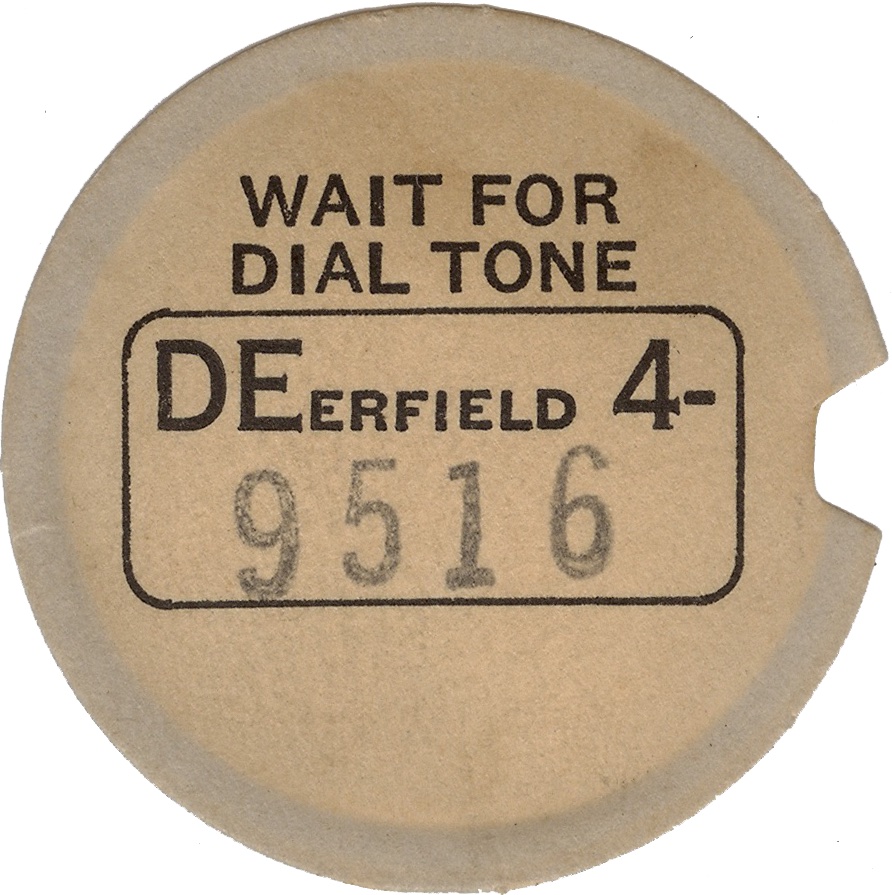 WAIT FOR
DIAL TONE
DEERFIELD 4-
9516